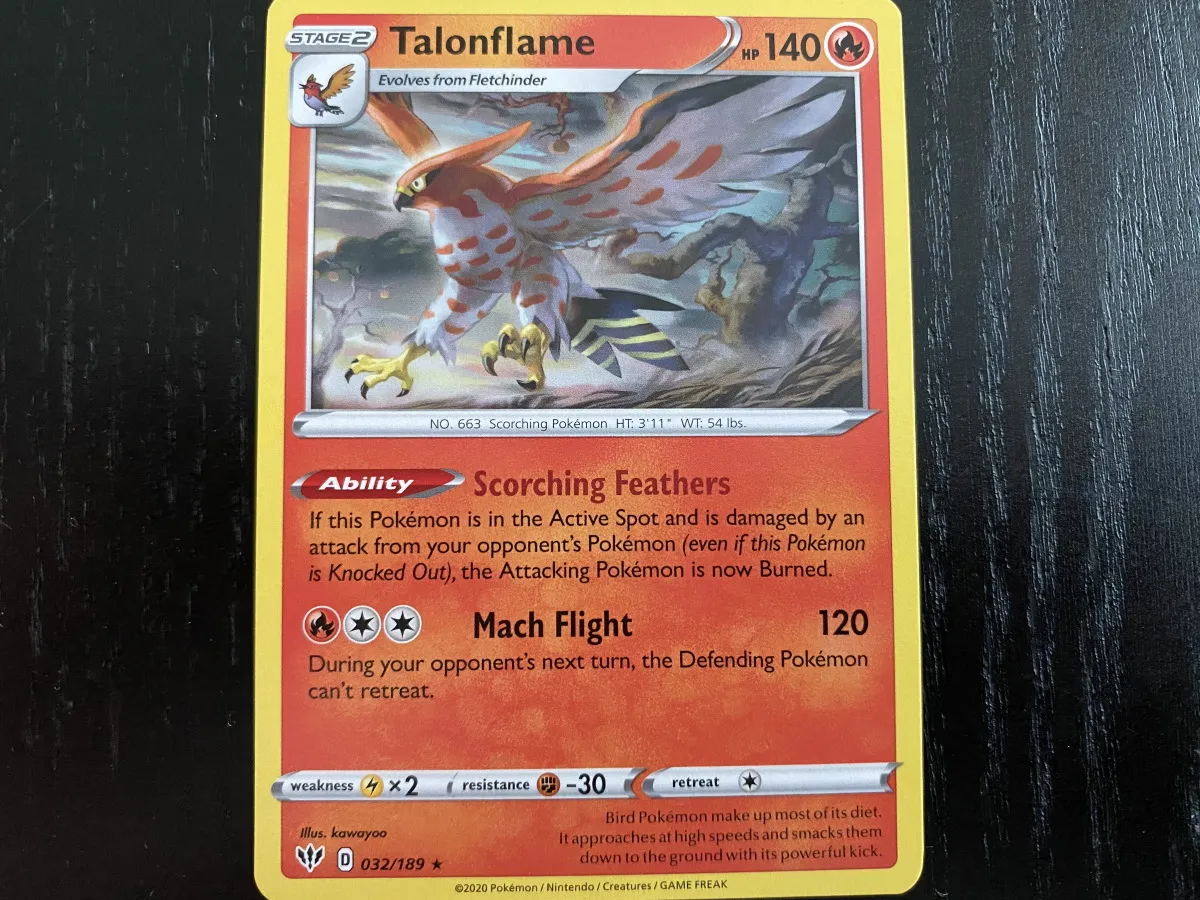 STAGE2 Talonflame HP 140
Evolves from Fletchinder
NO. 663 Scorching Pokémon HT: 3'11" WT: 54 lbs.
Ability Scorching Feathers
If this Pokémon is in the Active Spot and is damaged by an
attack from your opponent's Pokémon (even if this Pokémon
is Knocked Out), the Attacking Pokémon is now Burned.
Mach Flight 120
During your opponent's next turn, the Defending Pokémon
can't retreat.
weakness ×2 resistance -30 retreat
Bird Pokémon make up most of its diet.
It approaches at high speeds and smacks them
down to the ground with its powerful kick.
Illus. kawayoo
D 032/189 ★
©2020 Pokémon / Nintendo / Creatures / GAME FREAK